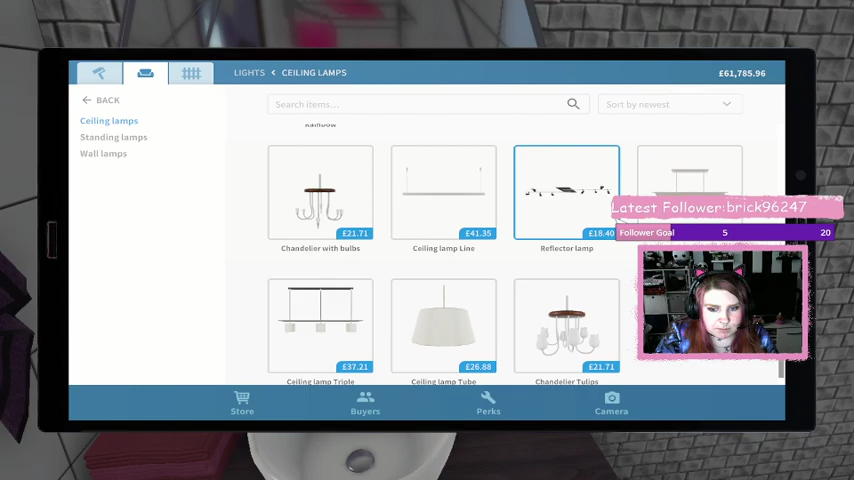 LIGHTS < CEILING LAMPS
£61,785.96
BACK
Search items...
Sort by newest
Ceiling lamps
Standing lamps
Wall lamps
Rainbow
£21.71
£41.35
£18.40
Chandelier with bulbs
Ceiling lamp Line
Reflector lamp
Latest Follower:brick96247
Follower Goal 5 20
£37.21
£26.88
£21.71
Ceiling lamp Triple
Ceiling lamp Tube
Chandelier Tulips
Store
Buyers
Perks
Camera